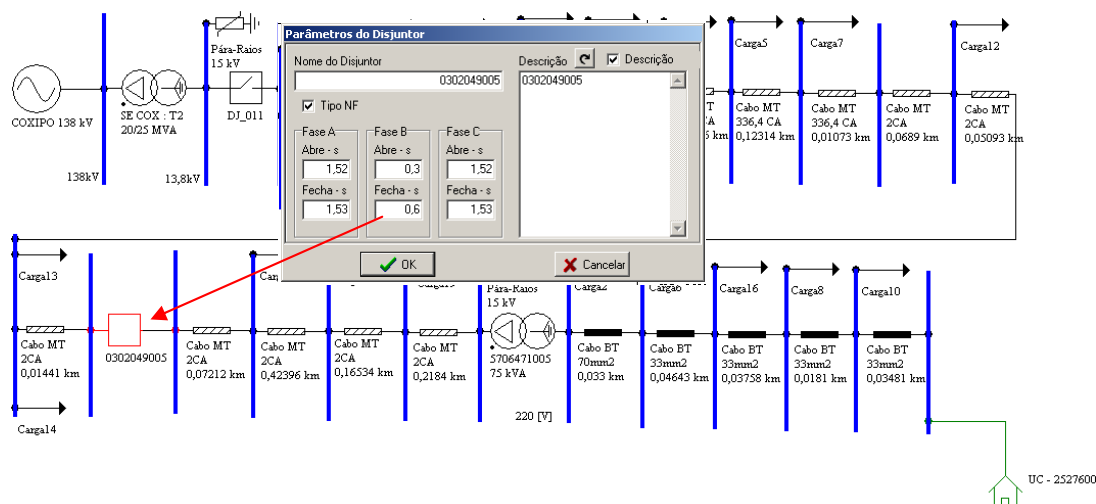 Pára-Raios
15 kV
COXIPO 138 kV
SE COX : T2
20/25 MVA
DJ_011
138kV
13,8kV
Parâmetros do Disjuntor
Nome do Disjuntor
0302049005
Tipo NF
Fase A
Abre - s
1,52
Fecha - s
1,53
Fase B
Abre - s
0,3
Fecha - s
0,6
Fase C
Abre - s
1,52
Fecha - s
1,53
Descrição
Descrição
0302049005
OK
Cancelar
Carga5
Carga7
Carga12
Cabo MT
336,4 CA
0,12314 km
Cabo MT
336,4 CA
0,01073 km
Cabo MT
2CA
0,0689 km
Cabo MT
2CA
0,05093 km
Carga13
Cabo MT
2CA
0,01441 km
Carga14
0302049005
Cabo MT
2CA
0,07212 km
Cabo MT
2CA
0,42396 km
Cabo MT
2CA
0,16534 km
Cabo MT
2CA
0,2184 km
Pára-Raios
15 kV
5706471005
75 kVA
220 [V]
Carga2
Cabo BT
70mm2
0,033 km
Carga6
Cabo BT
33mm2
0,04643 km
Carga16
Cabo BT
33mm2
0,03758 km
Carga8
Cabo BT
33mm2
0,0181 km
Carga10
Cabo BT
33mm2
0,03481 km
UC - 2527600